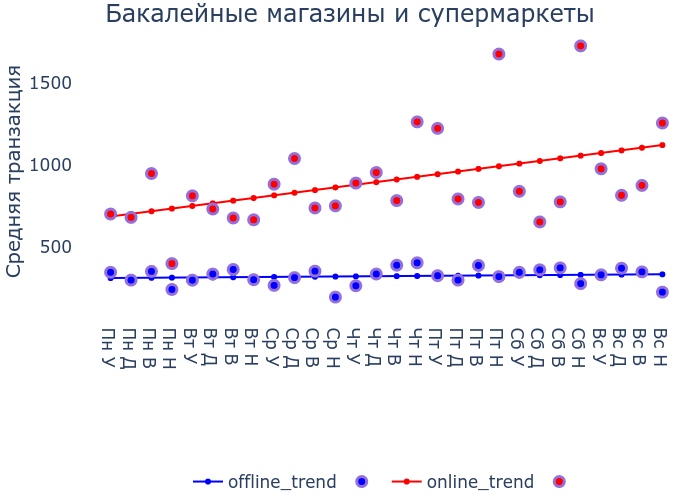 Бакалейные магазины и супермаркеты
Средняя транзакция
1500
1000
500
Пн У
Пн Д
Пн В
Пн Н
Вт У
Вт Д
Вт В
Вт Н
Ср У
Ср Д
Ср В
Ср Н
Чт У
Чт Д
Чт В
Чт Н
Пт У
Пт Д
Пт В
Пт Н
Сб У
Сб Д
Сб В
Сб Н
Вс У
Вс Д
Вс В
Вс Н
offline_trend online_trend